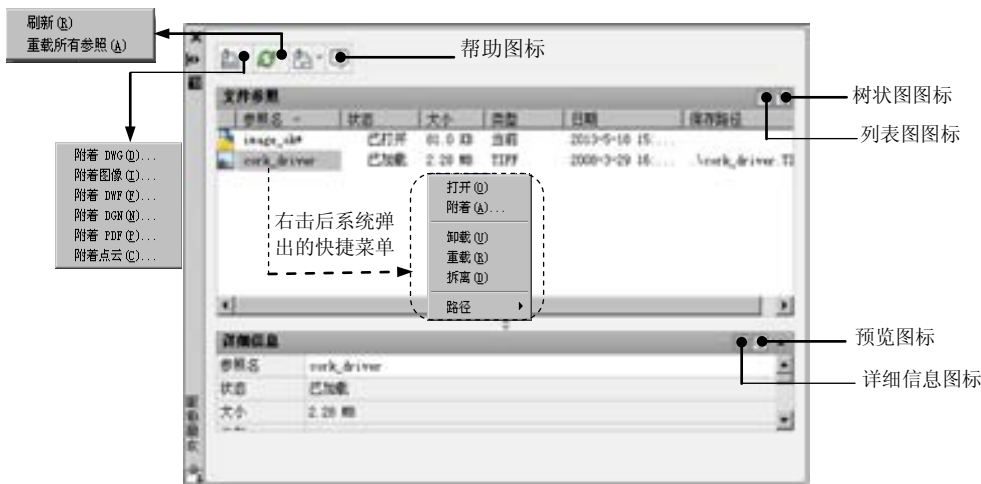 刷新(R)
重载所有参照(A)
帮助图标
文件参照
参照名 状态 大小 类型 日期 保存路径
已打开 当前
cork_driver 已加载 2.28 MB TIFF
树状图图标
列表图图标
附着 DWG(D)...
附着图像(I)...
附着 DWF(F)...
附着 DGN(N)...
附着 PDF(P)...
附着点云(C)...
右击后系统弹
出的快捷菜单
打开(O)
附着(A)...
卸载(U)
重载(R)
拆离(D)
路径
详细信息
预览图标
详细信息图标
参照名 cork_driver
状态 已加载
大小 2.28 MB